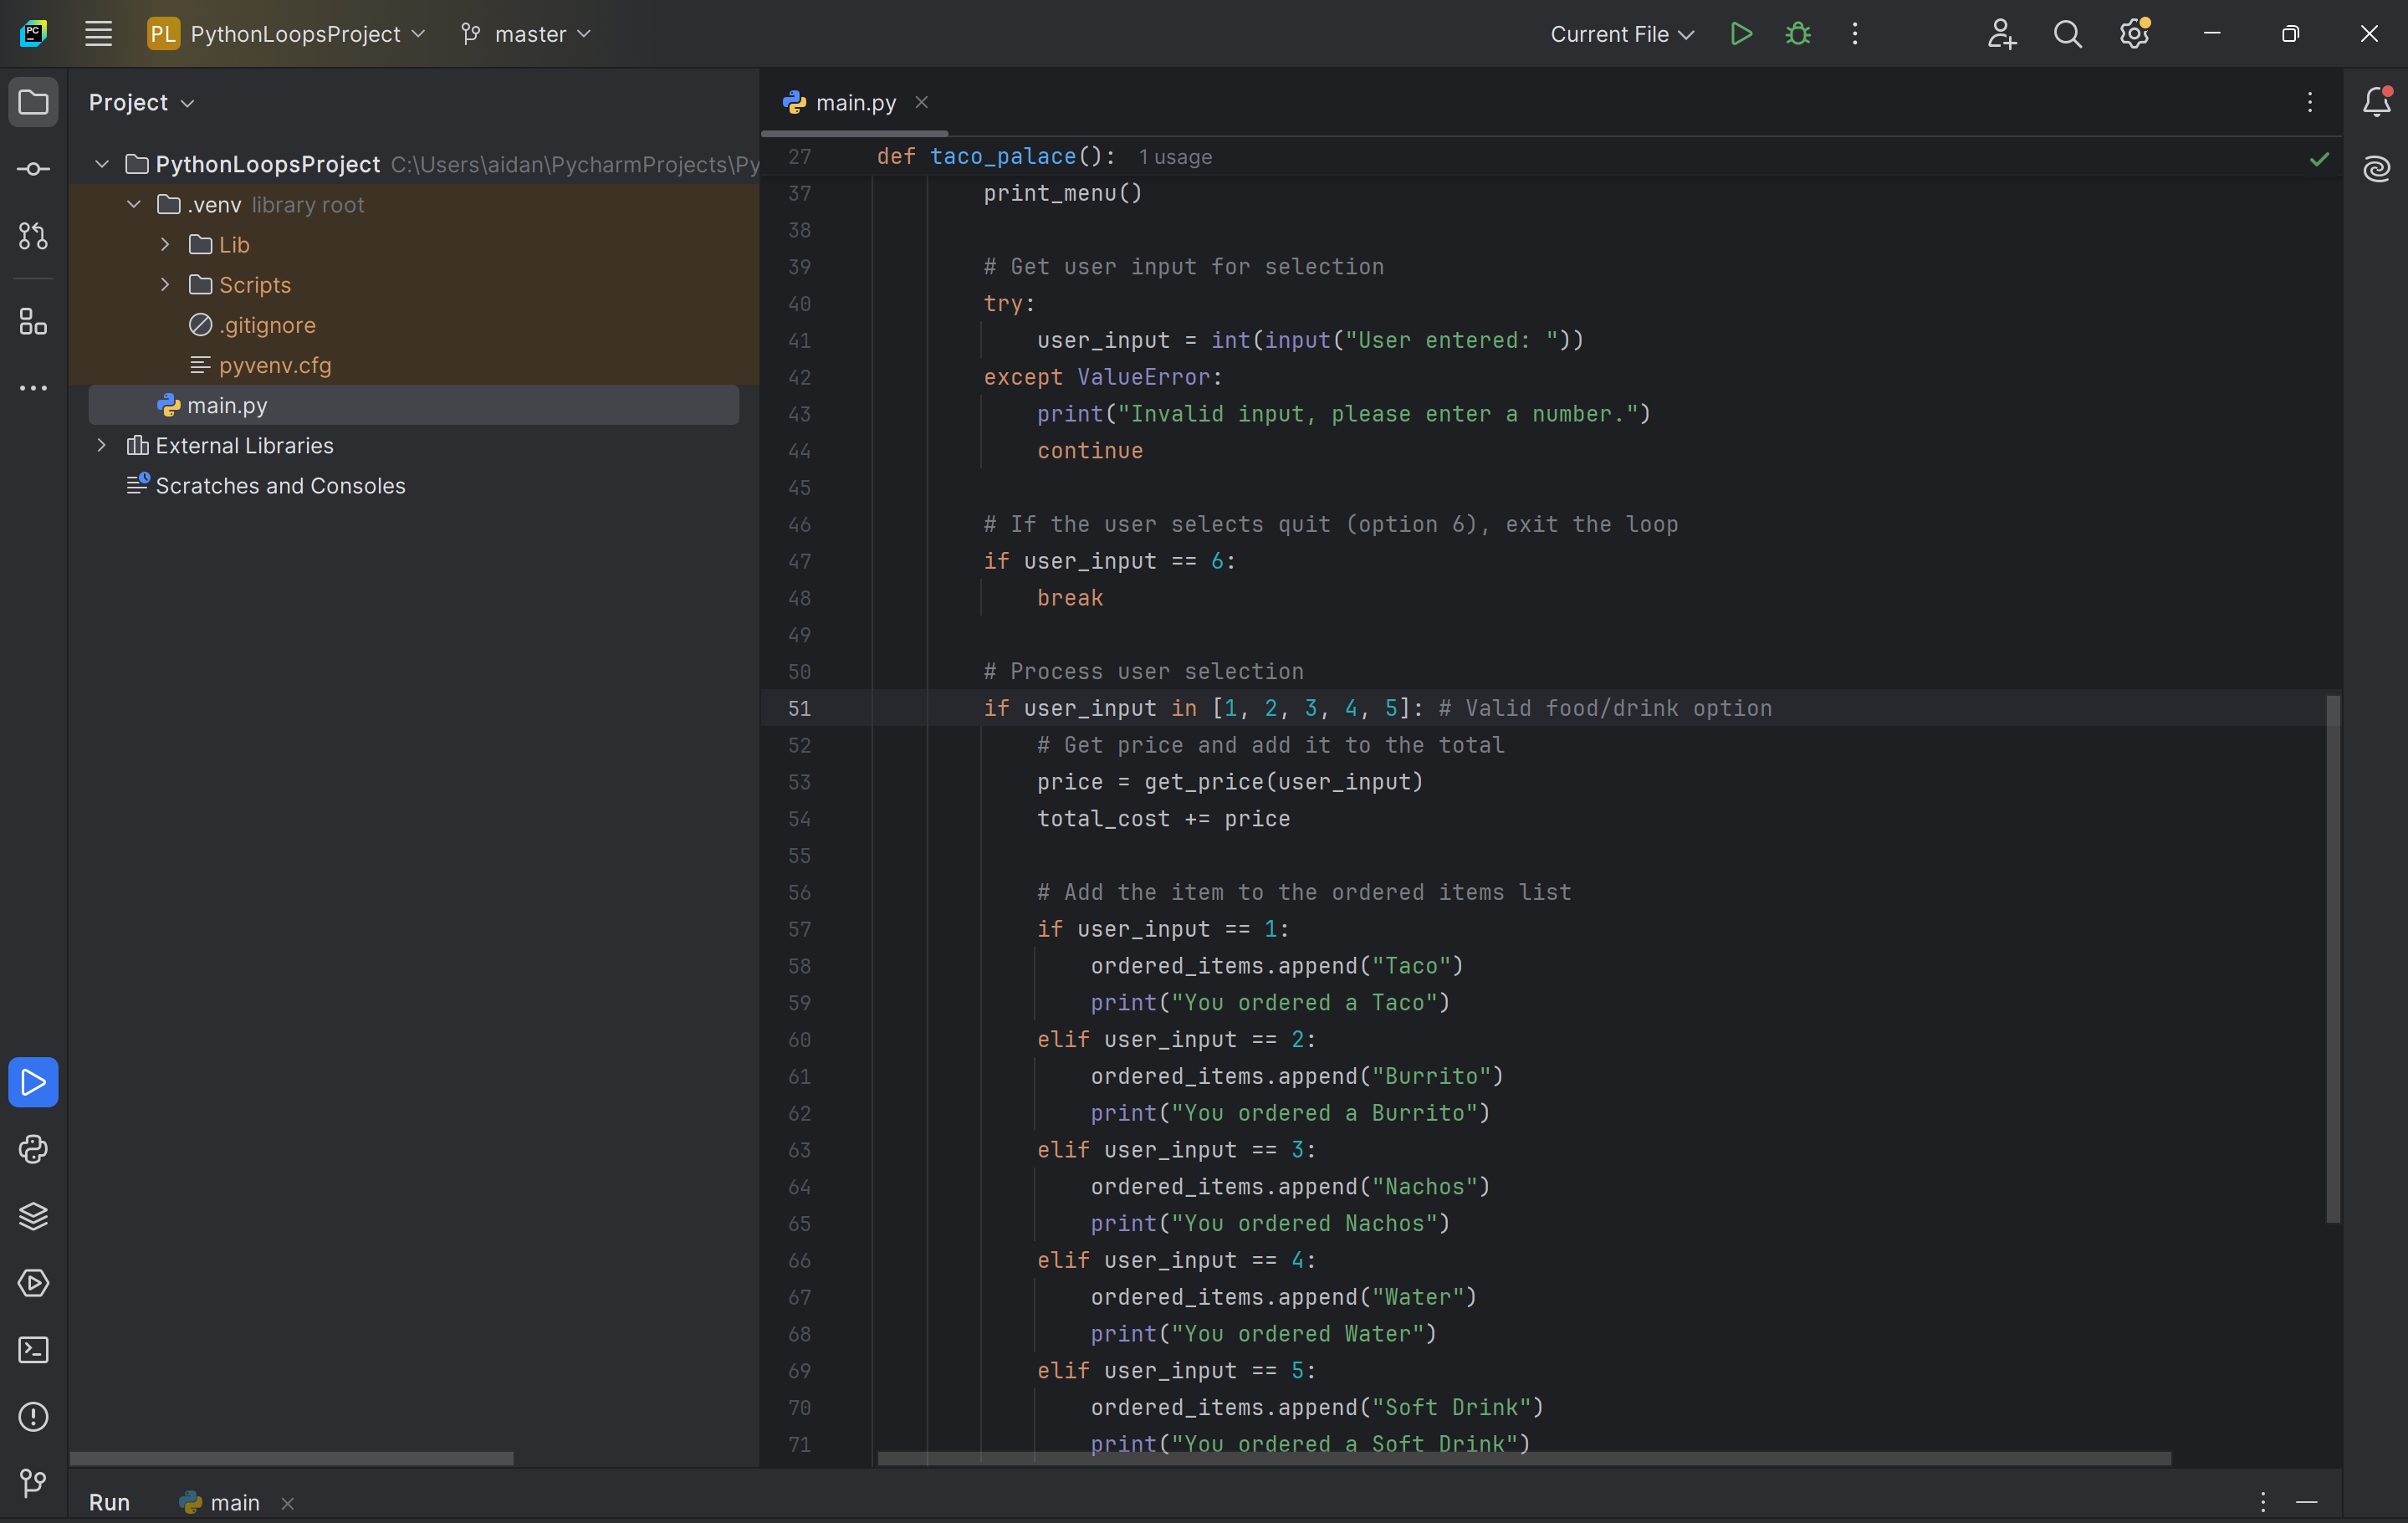 PC
PL PythonLoopsProject master Current File
Project
main.py
PythonLoopsProject C:\Users\aidan\PycharmProjects\Py
.venv library root
Lib
Scripts
.gitignore
pyvenv.cfg
main.py
External Libraries
Scratches and Consoles
27 def taco_palace(): 1 usage
37 print_menu()
38
39 # Get user input for selection
40 try:
41 user_input = int(input("User entered: "))
42 except ValueError:
43 print("Invalid input, please enter a number.")
44 continue
45
46 # If the user selects quit (option 6), exit the loop
47 if user_input == 6:
48 break
49
50 # Process user selection
51 if user_input in [1, 2, 3, 4, 5]: # Valid food/drink option
52 # Get price and add it to the total
53 price = get_price(user_input)
54 total_cost += price
55
56 # Add the item to the ordered items list
57 if user_input == 1:
58 ordered_items.append("Taco")
59 print("You ordered a Taco")
60 elif user_input == 2:
61 ordered_items.append("Burrito")
62 print("You ordered a Burrito")
63 elif user_input == 3:
64 ordered_items.append("Nachos")
65 print("You ordered Nachos")
66 elif user_input == 4:
67 ordered_items.append("Water")
68 print("You ordered Water")
69 elif user_input == 5:
70 ordered_items.append("Soft Drink")
71 print("You ordered a Soft Drink")
Run main